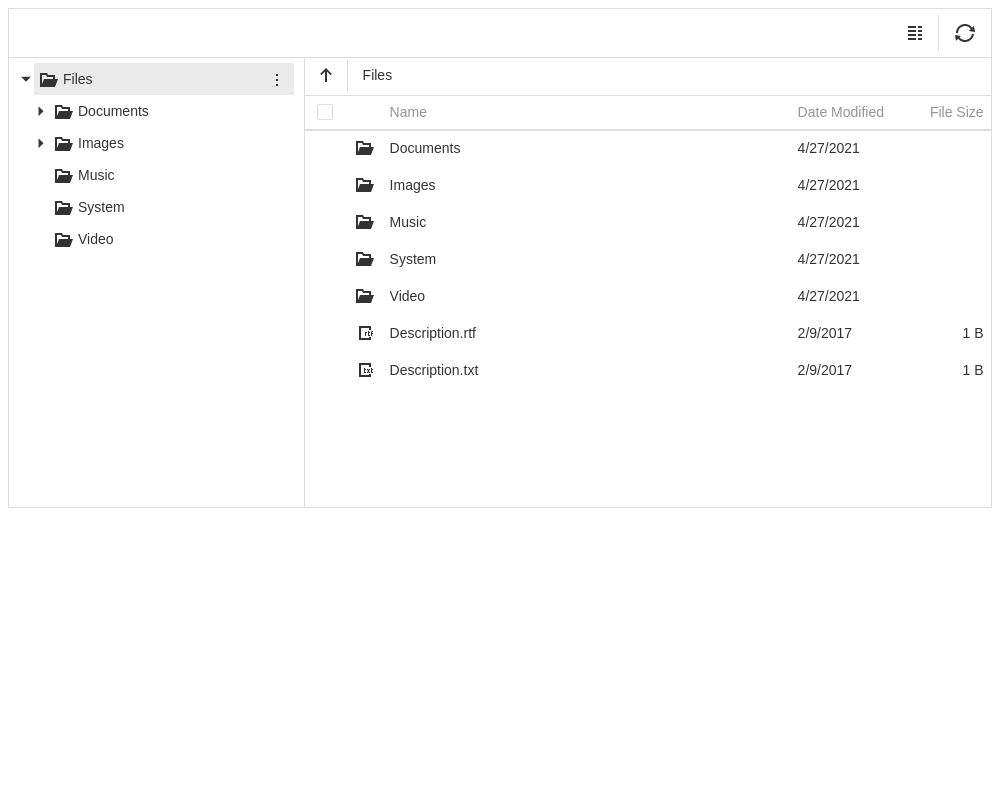 Files
Documents
Images
Music
System
Video
Files
Name Date Modified File Size
Documents 4/27/2021
Images 4/27/2021
Music 4/27/2021
System 4/27/2021
Video 4/27/2021
rtf Description.rtf 2/9/2017 1 B
txt Description.txt 2/9/2017 1 B